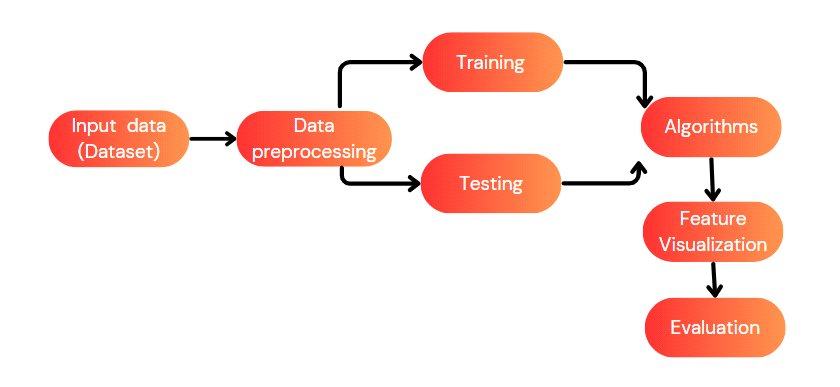 Input data
(Dataset)
Data
preprocessing
Training
Testing
Algorithms
Feature
Visualization
Evaluation